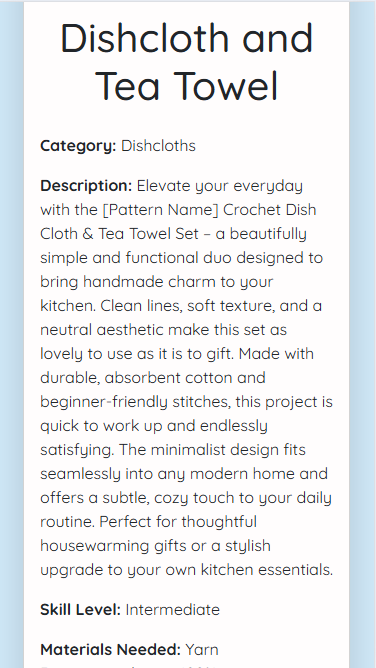 Dishcloth and
Tea Towel
Category: Dishcloths
Description: Elevate your everyday
with the [Pattern Name] Crochet Dish
Cloth & Tea Towel Set – a beautifully
simple and functional duo designed to
bring handmade charm to your
kitchen. Clean lines, soft texture, and a
neutral aesthetic make this set as
lovely to use as it is to gift. Made with
durable, absorbent cotton and
beginner-friendly stitches, this project is
quick to work up and endlessly
satisfying. The minimalist design fits
seamlessly into any modern home and
offers a subtle, cozy touch to your daily
routine. Perfect for thoughtful
housewarming gifts or a stylish
upgrade to your own kitchen essentials.
Skill Level: Intermediate
Materials Needed: Yarn